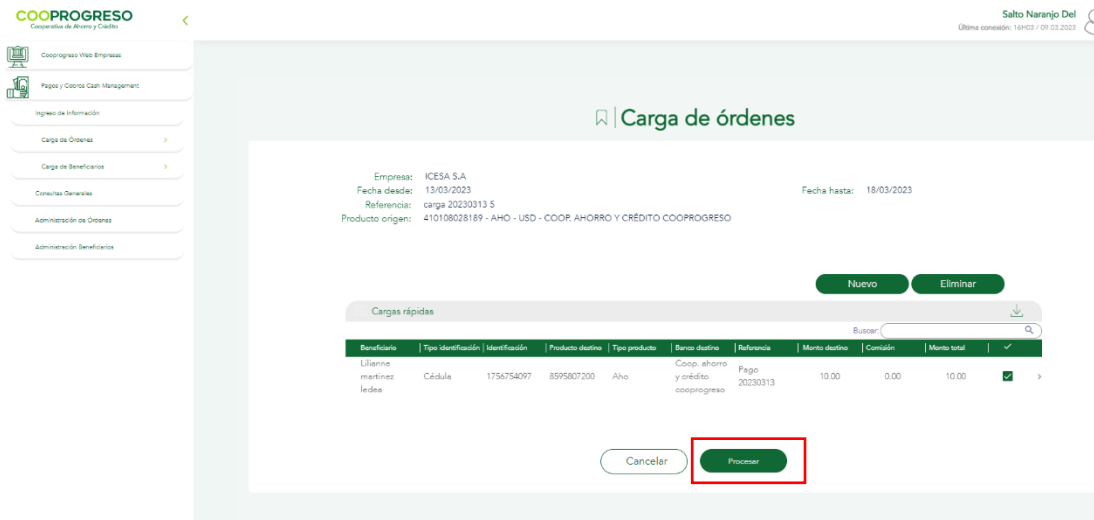 COOPROGRESO
Cooperativa de Ahorro y Crédito
Salto Naranjo Del
Última conexión: 16H03 / 09.03.2023
Cooprogreso Web Empresas
Pagos y Cobros Cash Management
Ingreso de Información
Carga de Órdenes
Carga de Beneficiarios
Consultas Generales
Administración de Órdenes
Administración Beneficiarios
Carga de órdenes
Empresa: ICESA S.A
Fecha desde: 13/03/2023 Fecha hasta: 18/03/2023
Referencia: carga 20230313 5
Producto origen: 410108028189 - AHO - USD - COOP. AHORRO Y CRÉDITO COOPROGRESO
Nuevo Eliminar
Cargas rápidas
Buscar:
Beneficiario Tipo identificación Identificación Producto destino Tipo producto Banco destino Referencia Monto destino Comisión Monto total
Lilianne martinez ledea Cédula 1756754097 8595807200 Aho Coop. ahorro y crédito cooprogreso Pago 20230313 10.00 0.00 10.00
Cancelar Procesar